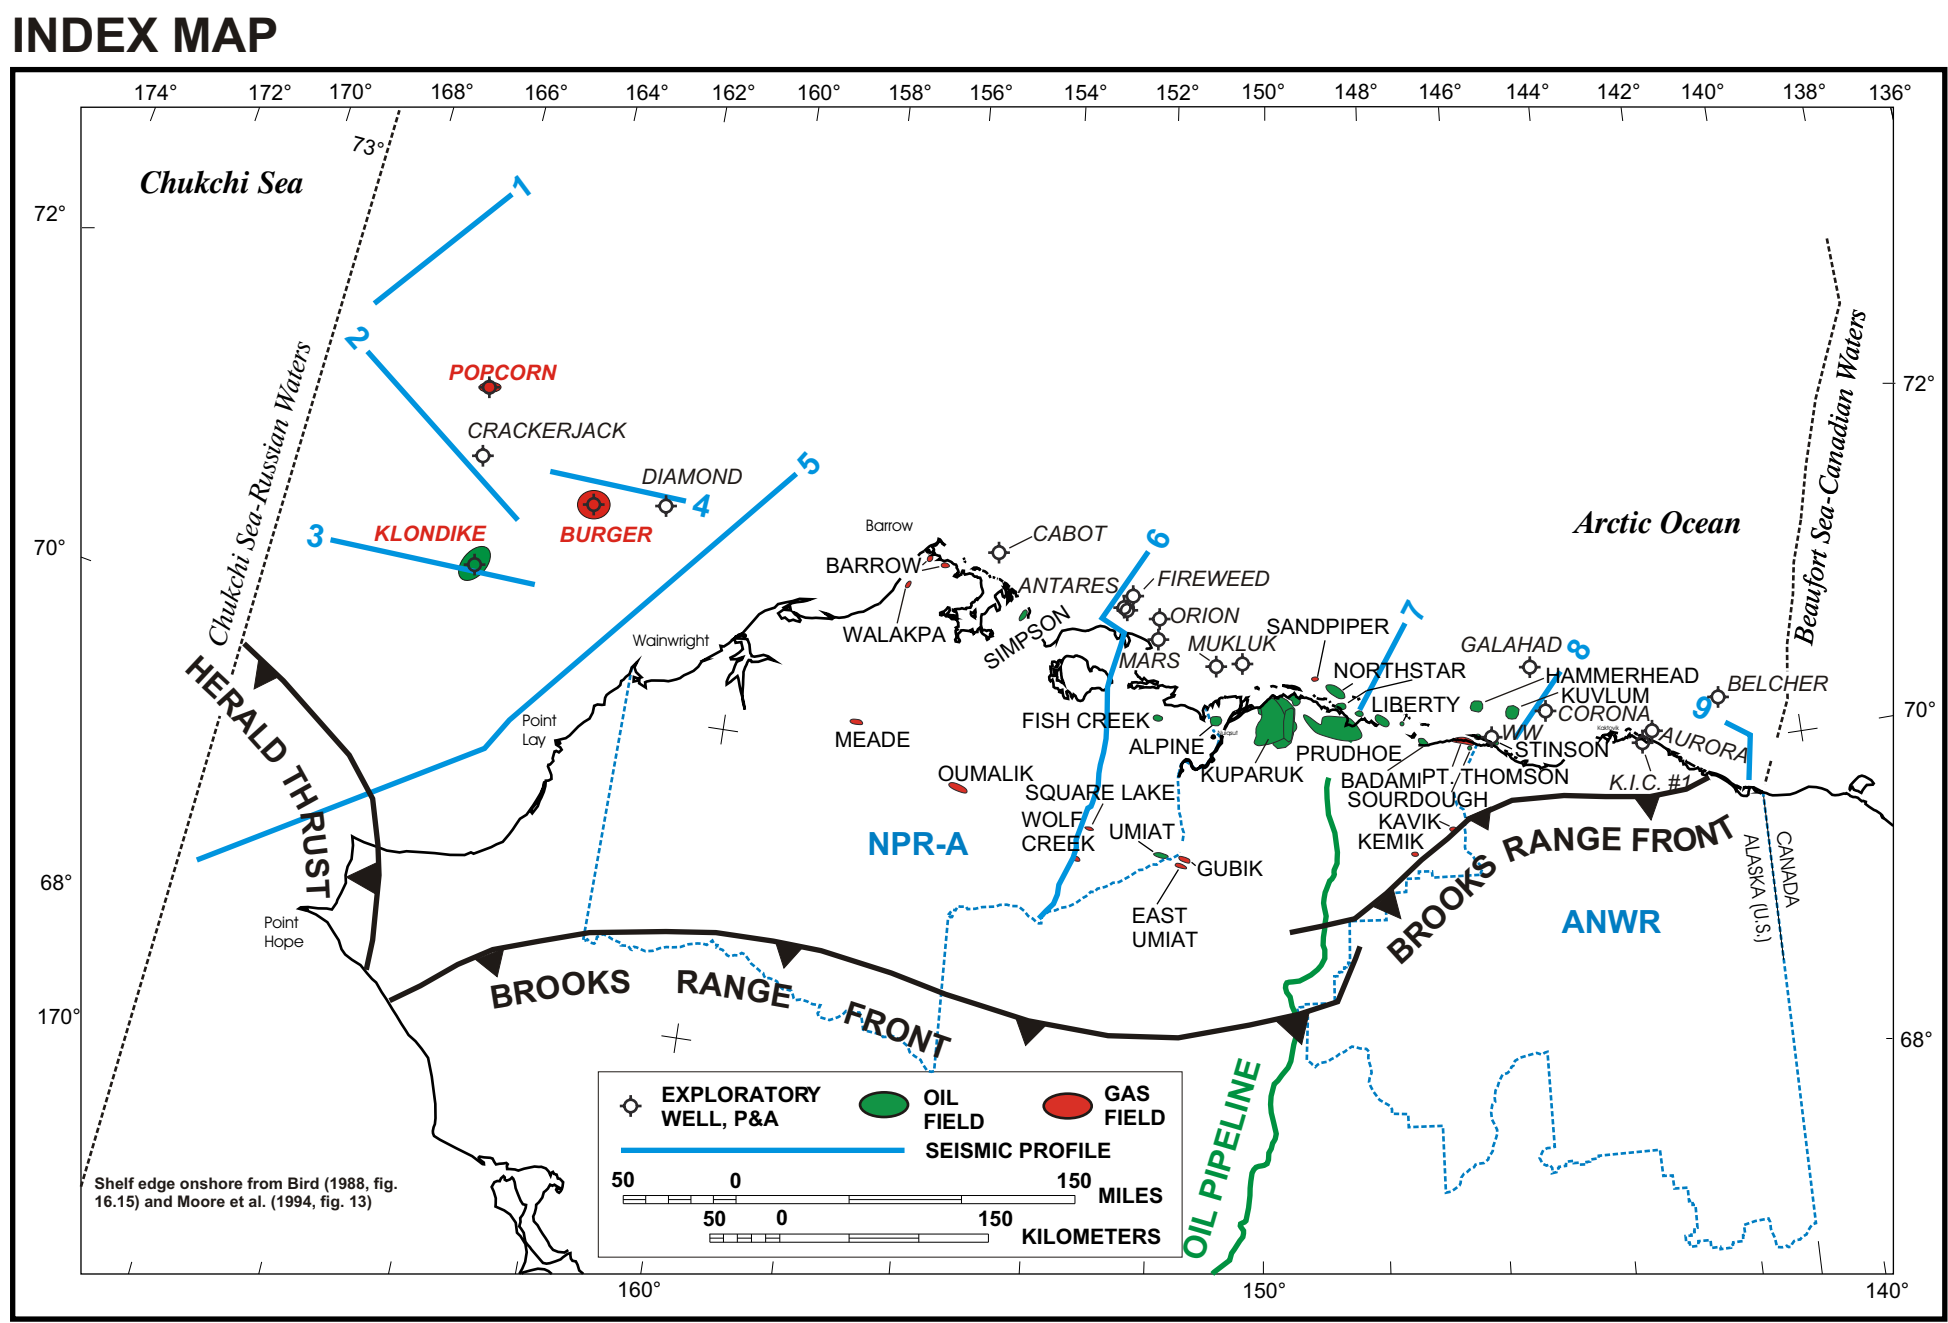 INDEX MAP
174° 172° 170° 168° 166° 164° 162° 160° 158° 156° 154° 152° 150° 148° 146° 144° 142° 140° 138° 136°
73°
Chukchi Sea
72°
70°
68°
170°
72°
70°
68°
1
2
3
4
5
6
7
8
9
Chukchi Sea-Russian Waters
Beaufort Sea-Canadian Waters
Arctic Ocean
POPCORN
CRACKERJACK
DIAMOND
KLONDIKE
BURGER
Barrow
BARROW
CABOT
ANTARES
FIREWEED
ORION
WALAKPA
SIMPSON
MARS
MUKLUK
SANDPIPER
NORTHSTAR
LIBERTY
GALAHAD
HAMMERHEAD
KUVLUM
CORONA
BELCHER
WW
STINSON
AURORA
K.I.C. #1
Wainwright
Point
Lay
Point
Hope
MEADE
FISH CREEK
ALPINE
Nuiqsut
KUPARUK
PRUDHOE
BADAMI
PT. THOMSON
SOURDOUGH
KAVIK
KEMIK
Kaktovik
OUMALIK
SQUARE LAKE
WOLF
CREEK
UMIAT
GUBIK
EAST
UMIAT
NPR-A
ANWR
HERALD THRUST
BROOKS RANGE FRONT
BROOKS RANGE FRONT
CANADA
ALASKA (U.S.)
OIL PIPELINE
EXPLORATORY
WELL, P&A
OIL
FIELD
GAS
FIELD
SEISMIC PROFILE
50 0 150
MILES
50 0 150
KILOMETERS
Shelf edge onshore from Bird (1988, fig.
16.15) and Moore et al. (1994, fig. 13)
160° 150° 140°